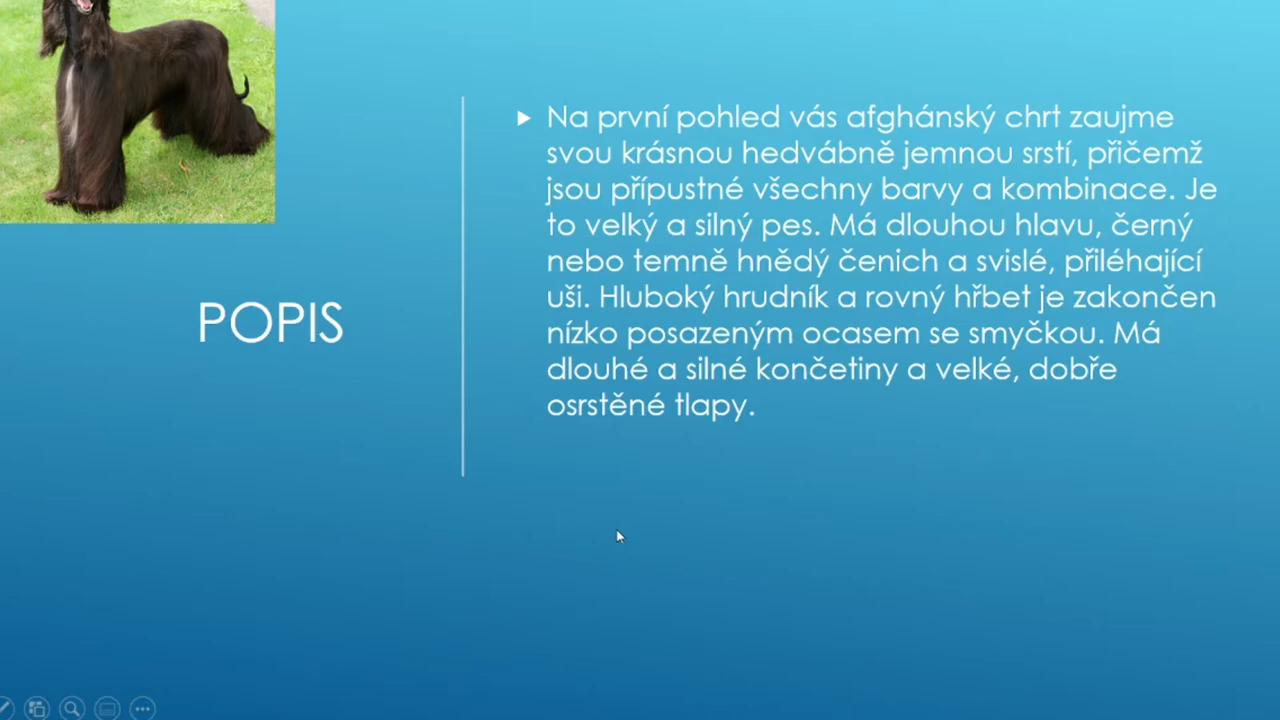 POPIS
Na první pohled vás afghánský chrt zaujme
svou krásnou hedvábně jemnou srstí, přičemž
jsou přípustné všechny barvy a kombinace. Je
to velký a silný pes. Má dlouhou hlavu, černý
nebo temně hnědý čenich a svislé, přiléhající
uši. Hluboký hrudník a rovný hřbet je zakončen
nízko posazeným ocasem se smyčkou. Má
dlouhé a silné končetiny a velké, dobře
osrstěné tlapy.